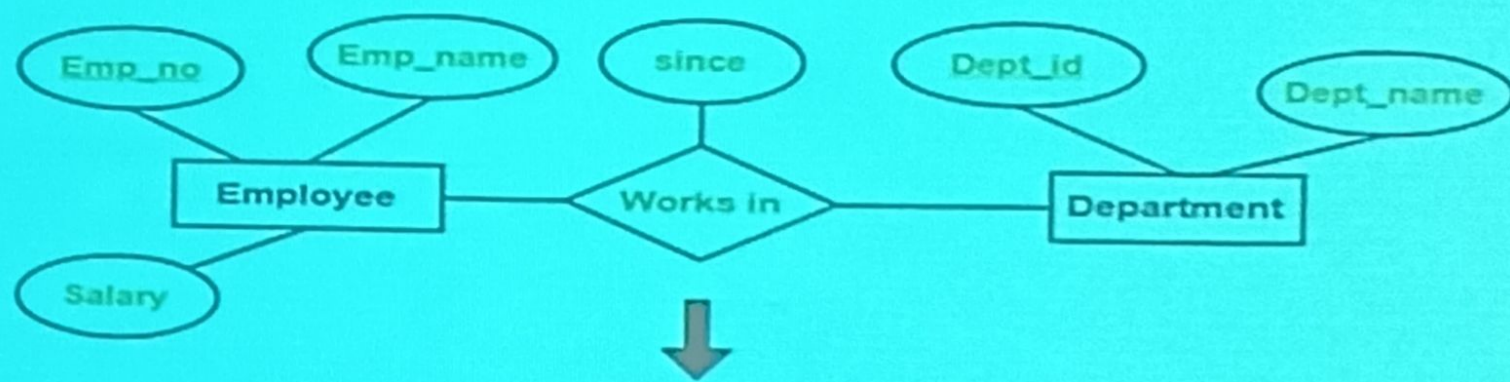 Emp_no
Emp_name
since
Dept_id
Dept_name
Employee
Works in
Department
Salary